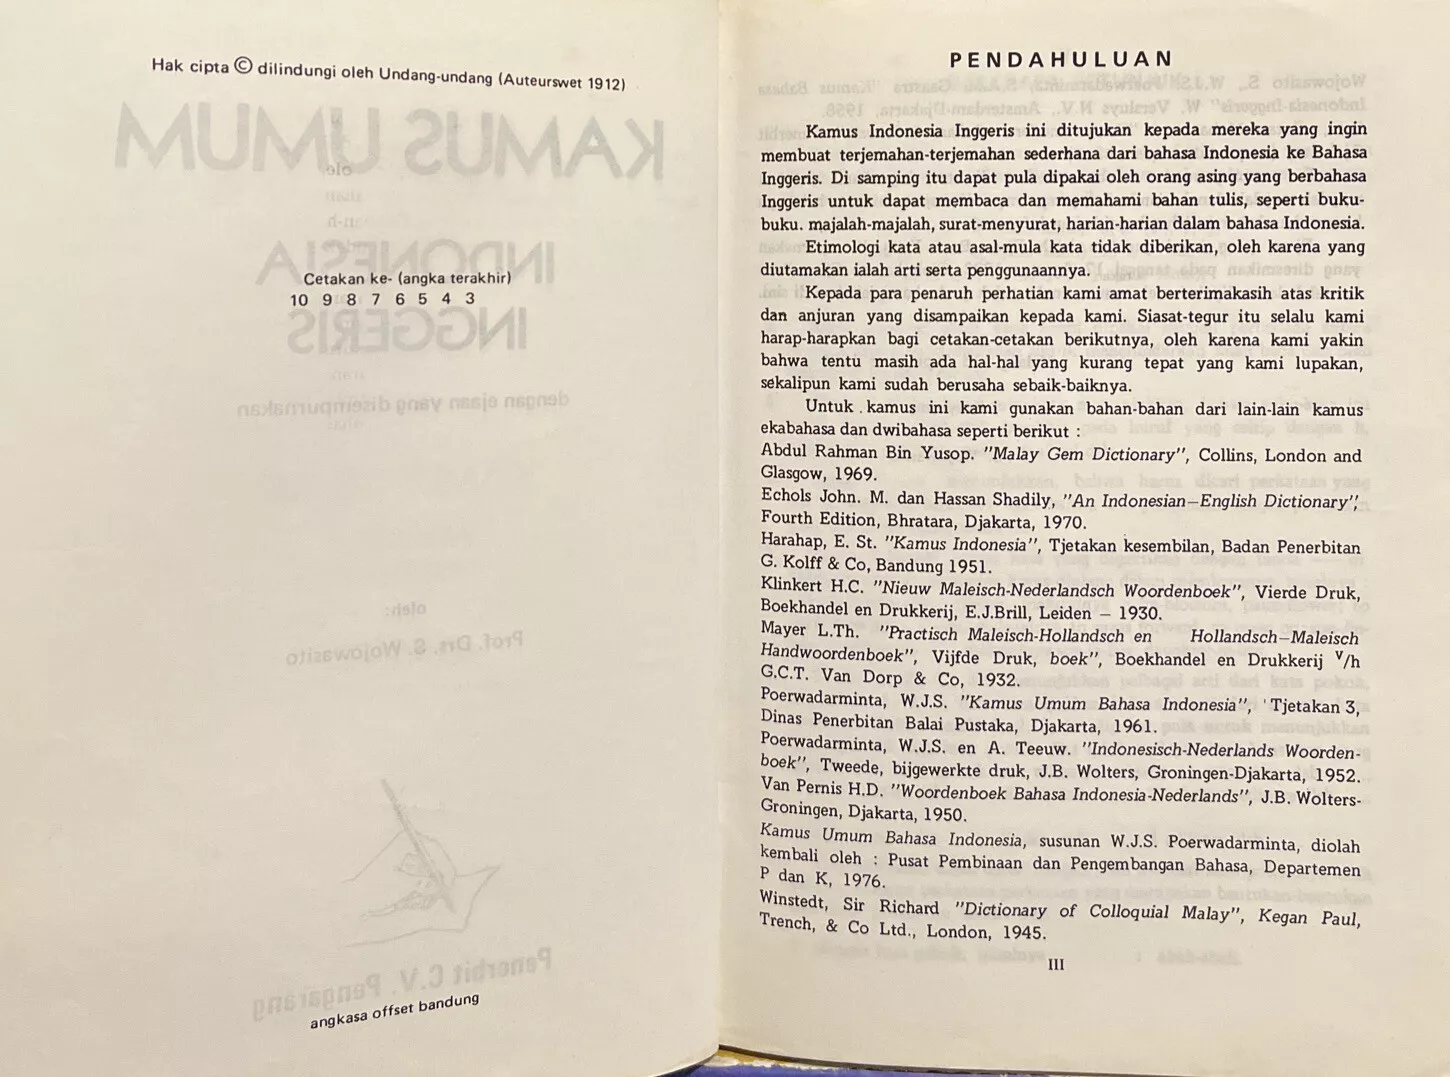 Hak cipta © dilindungi oleh Undang-undang (Auteurswet 1912)
KAMUS UMUM
INDONESIA
Cetakan ke- (angka terakhir)
10 9 8 7 6 5 4 3
INGGERIS
dengan ejaan yang disempurnakan
oleh:
Prof. Drs. S. Wojowasito
Penerbit C.V. Pengarang
angkasa offset bandung
PENDAHULUAN
Kamus Indonesia Inggeris ini ditujukan kepada mereka yang ingin
membuat terjemahan-terjemahan sederhana dari bahasa Indonesia ke Bahasa
Inggeris. Di samping itu dapat pula dipakai oleh orang asing yang berbahasa
Inggeris untuk dapat membaca dan memahami bahan tulis, seperti buku-
buku. majalah-majalah, surat-menyurat, harian-harian dalam bahasa Indonesia.
Etimologi kata atau asal-mula kata tidak diberikan, oleh karena yang
diutamakan ialah arti serta penggunaannya.
Kepada para penaruh perhatian kami amat berterimakasih atas kritik
dan anjuran yang disampaikan kepada kami. Siasat-tegur itu selalu kami
harap-harapkan bagi cetakan-cetakan berikutnya, oleh karena kami yakin
bahwa tentu masih ada hal-hal yang kurang tepat yang kami lupakan,
sekalipun kami sudah berusaha sebaik-baiknya.
Untuk kamus ini kami gunakan bahan-bahan dari lain-lain kamus
ekabahasa dan dwibahasa seperti berikut :
Abdul Rahman Bin Yusop. "Malay Gem Dictionary", Collins, London and
Glasgow, 1969.
Echols John. M. dan Hassan Shadily, "An Indonesian—English Dictionary",
Fourth Edition, Bhratara, Djakarta, 1970.
Harahap, E. St. "Kamus Indonesia", Tjetakan kesembilan, Badan Penerbitan
G. Kolff & Co, Bandung 1951.
Klinkert H.C. "Nieuw Maleisch-Nederlandsch Woordenboek", Vierde Druk,
Boekhandel en Drukkerij, E.J.Brill, Leiden — 1930.
Mayer L.Th. "Practisch Maleisch-Hollandsch en Hollandsch—Maleisch
Handwoordenboek", Vijfde Druk, boek", Boekhandel en Drukkerij v/h
G.C.T. Van Dorp & Co, 1932.
Poerwadarminta, W.J.S. "Kamus Umum Bahasa Indonesia", Tjetakan 3,
Dinas Penerbitan Balai Pustaka, Djakarta, 1961.
Poerwadarminta, W.J.S. en A. Teeuw. "Indonesisch-Nederlands Woorden-
boek", Tweede, bijgewerkte druk, J.B. Wolters, Groningen-Djakarta, 1952.
Van Pernis H.D. "Woordenboek Bahasa Indonesia-Nederlands", J.B. Wolters-
Groningen, Djakarta, 1950.
Kamus Umum Bahasa Indonesia, susunan W.J.S. Poerwadarminta, diolah
kembali oleh : Pusat Pembinaan dan Pengembangan Bahasa, Departemen
P dan K, 1976.
Winstedt, Sir Richard "Dictionary of Colloquial Malay", Kegan Paul,
Trench, & Co Ltd., London, 1945.
III